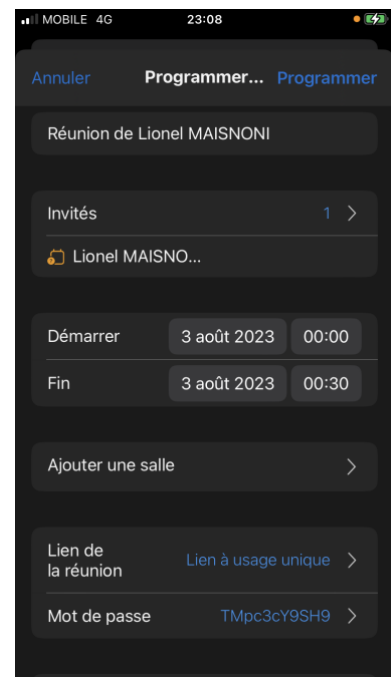 MOBILE 4G 23:08
Annuler Programmer... Programmer
Réunion de Lionel MAISNONI
Invités 1
Lionel MAISNO...
Démarrer 3 août 2023 00:00
Fin 3 août 2023 00:30
Ajouter une salle
Lien de
la réunion Lien à usage unique
Mot de passe TMpc3cY9SH9